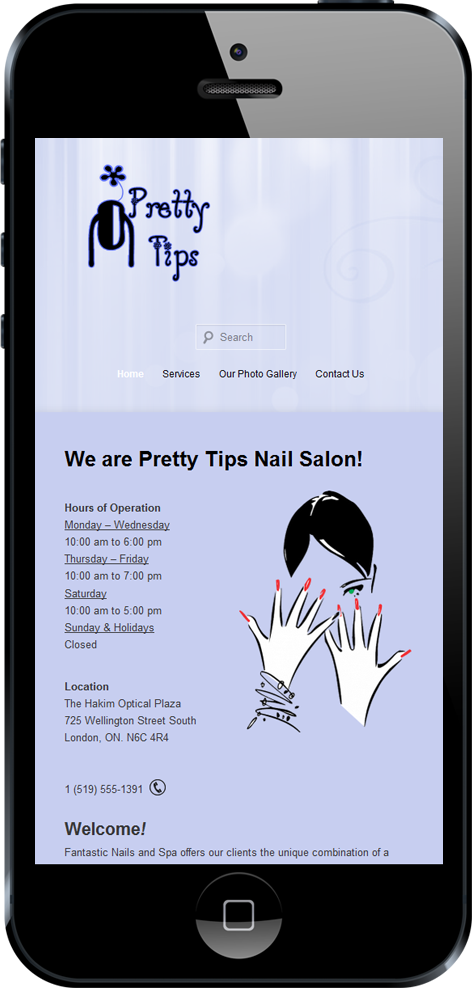 Pretty
Tips
Search
Home Services Our Photo Gallery Contact Us
We are Pretty Tips Nail Salon!
Hours of Operation
Monday – Wednesday
10:00 am to 6:00 pm
Thursday – Friday
10:00 am to 7:00 pm
Saturday
10:00 am to 5:00 pm
Sunday & Holidays
Closed
Location
The Hakim Optical Plaza
725 Wellington Street South
London, ON. N6C 4R4
1 (519) 555-1391
Welcome!
Fantastic Nails and Spa offers our clients the unique combination of a